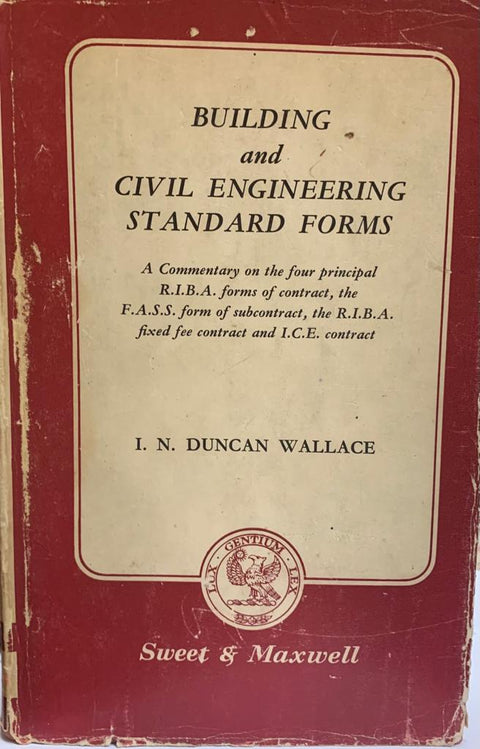 BUILDING
and
CIVIL ENGINEERING
STANDARD FORMS
A Commentary on the four principal
R.I.B.A. forms of contract, the
F.A.S.S. form of subcontract, the R.I.B.A.
fixed fee contract and I.C.E. contract
I. N. DUNCAN WALLACE
LUX · GENTIUM · LEX
Sweet & Maxwell